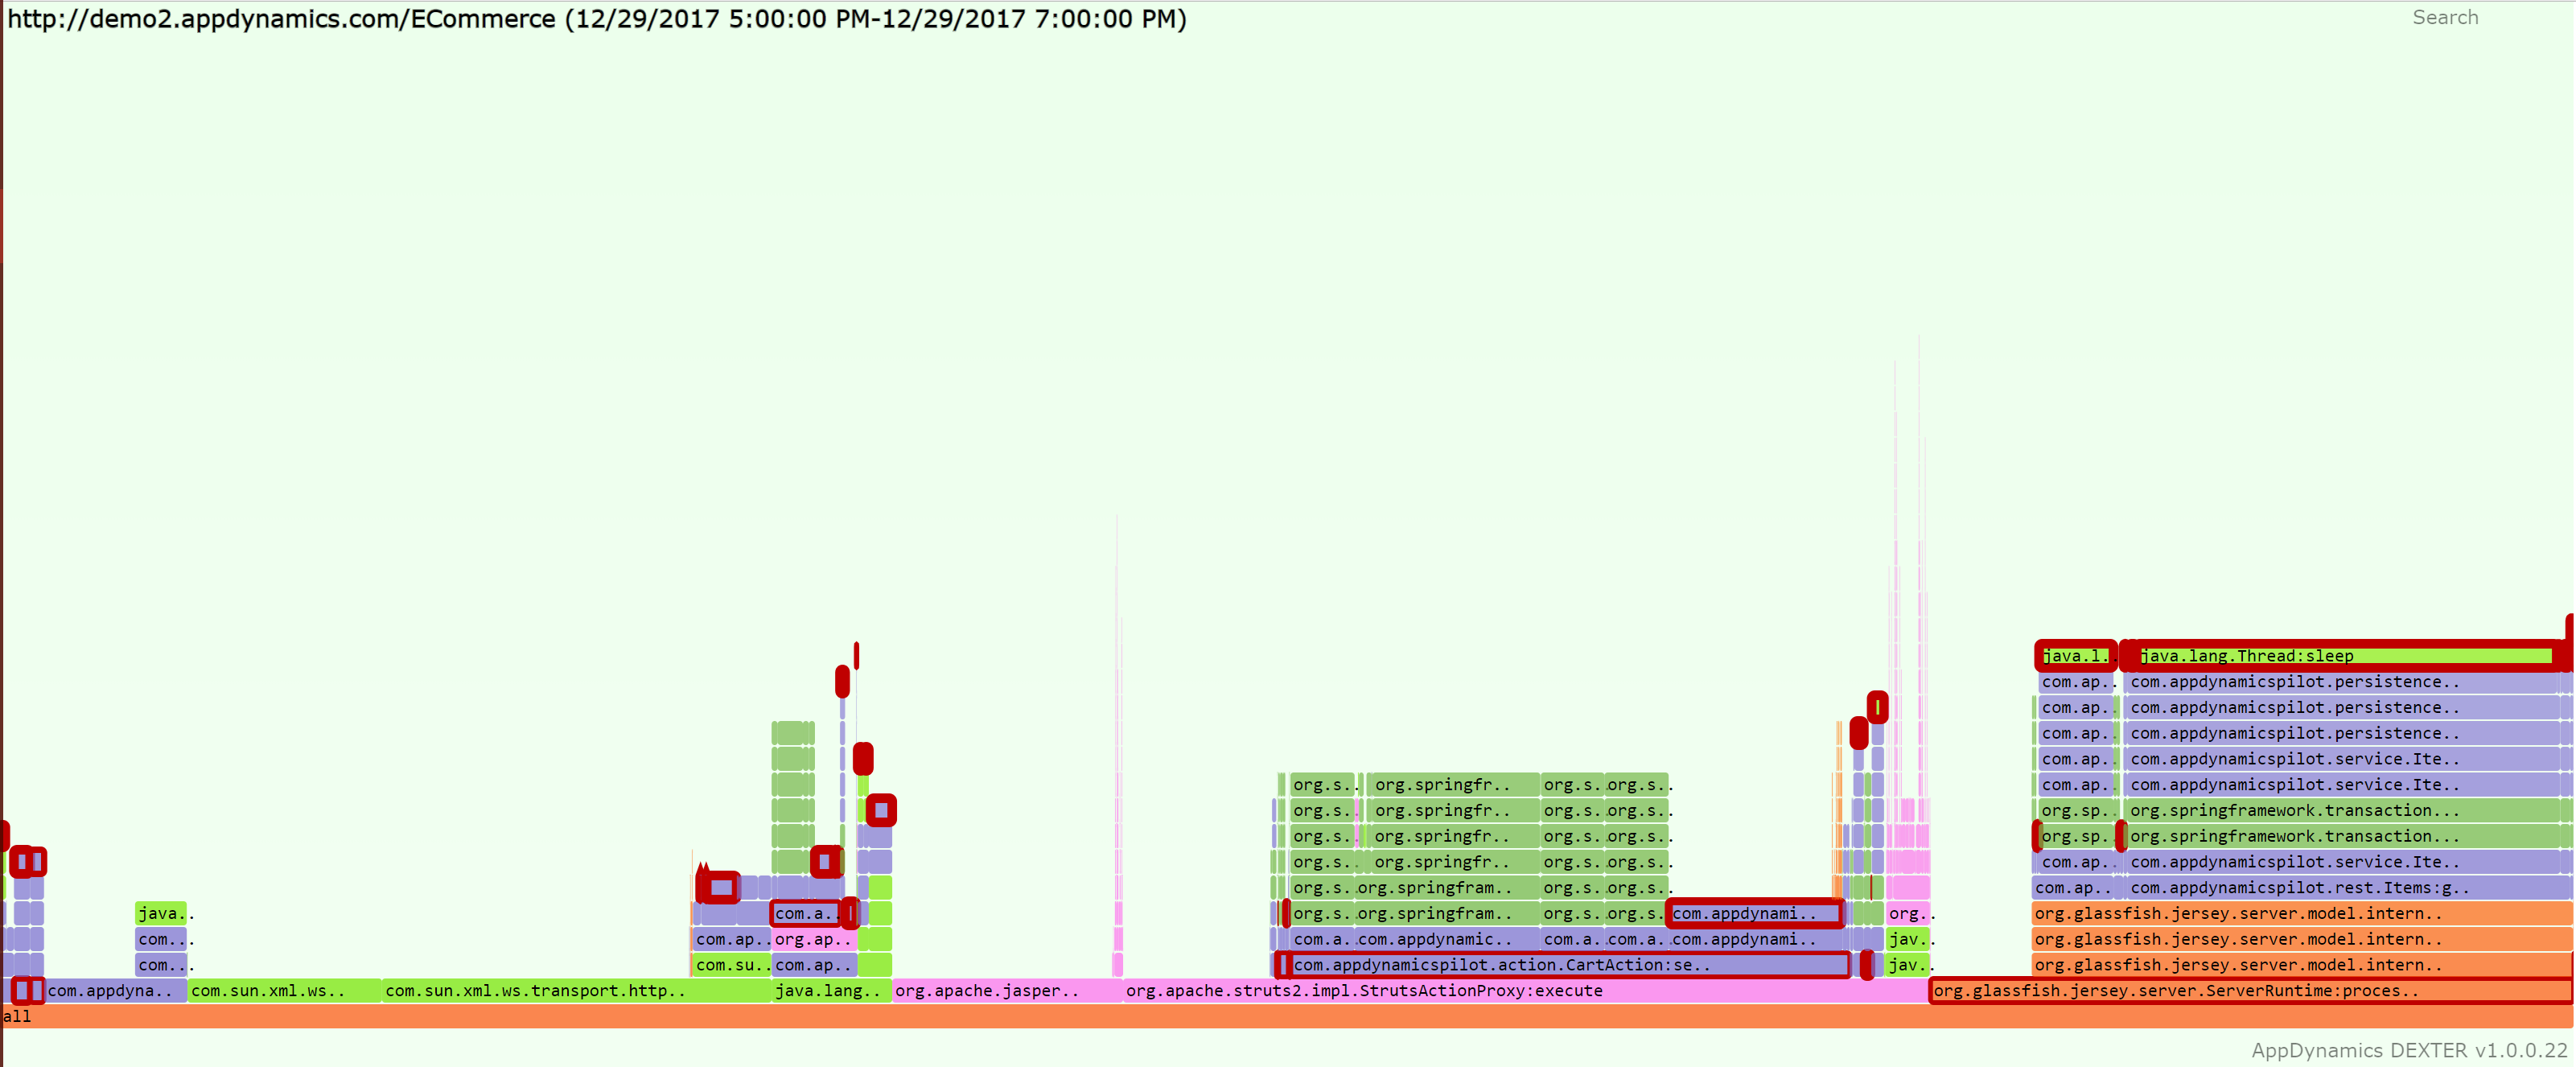 http://demo2.appdynamics.com/ECommerce (12/29/2017 5:00:00 PM-12/29/2017 7:00:00 PM) Search
java.l.. java.lang.Thread:sleep
com.ap.. com.appdynamicspilot.persistence..
com.ap.. com.appdynamicspilot.persistence..
com.ap.. com.appdynamicspilot.persistence..
com.ap.. com.appdynamicspilot.service.Ite..
org.s.. org.springfr.. org.s.. org.s.. com.ap.. com.appdynamicspilot.service.Ite..
org.s.. org.springfr.. org.s.. org.s.. org.sp.. org.springframework.transaction...
org.s.. org.springfr.. org.s.. org.s.. org.sp.. org.springframework.transaction...
org.s.. org.springfr.. org.s.. org.s.. com.ap.. com.appdynamicspilot.service.Ite..
org.s.. org.springfram.. org.s.. org.s.. com.ap.. com.appdynamicspilot.rest.Items:g..
java.. com.a.. org.s.. org.springfram.. org.s.. org.s.. com.appdynami.. org.. org.glassfish.jersey.server.model.intern..
com... com.ap.. org.ap.. com.a.. com.appdynamic.. com.a.. com.a.. com.appdynami.. jav.. org.glassfish.jersey.server.model.intern..
com... com.su.. com.ap.. com.appdynamicspilot.action.CartAction:se.. jav.. org.glassfish.jersey.server.model.intern..
com.appdyna.. com.sun.xml.ws.. com.sun.xml.ws.transport.http.. java.lang.. org.apache.jasper.. org.apache.struts2.impl.StrutsActionProxy:execute org.glassfish.jersey.server.ServerRuntime:proces..
all
AppDynamics DEXTER v1.0.0.22